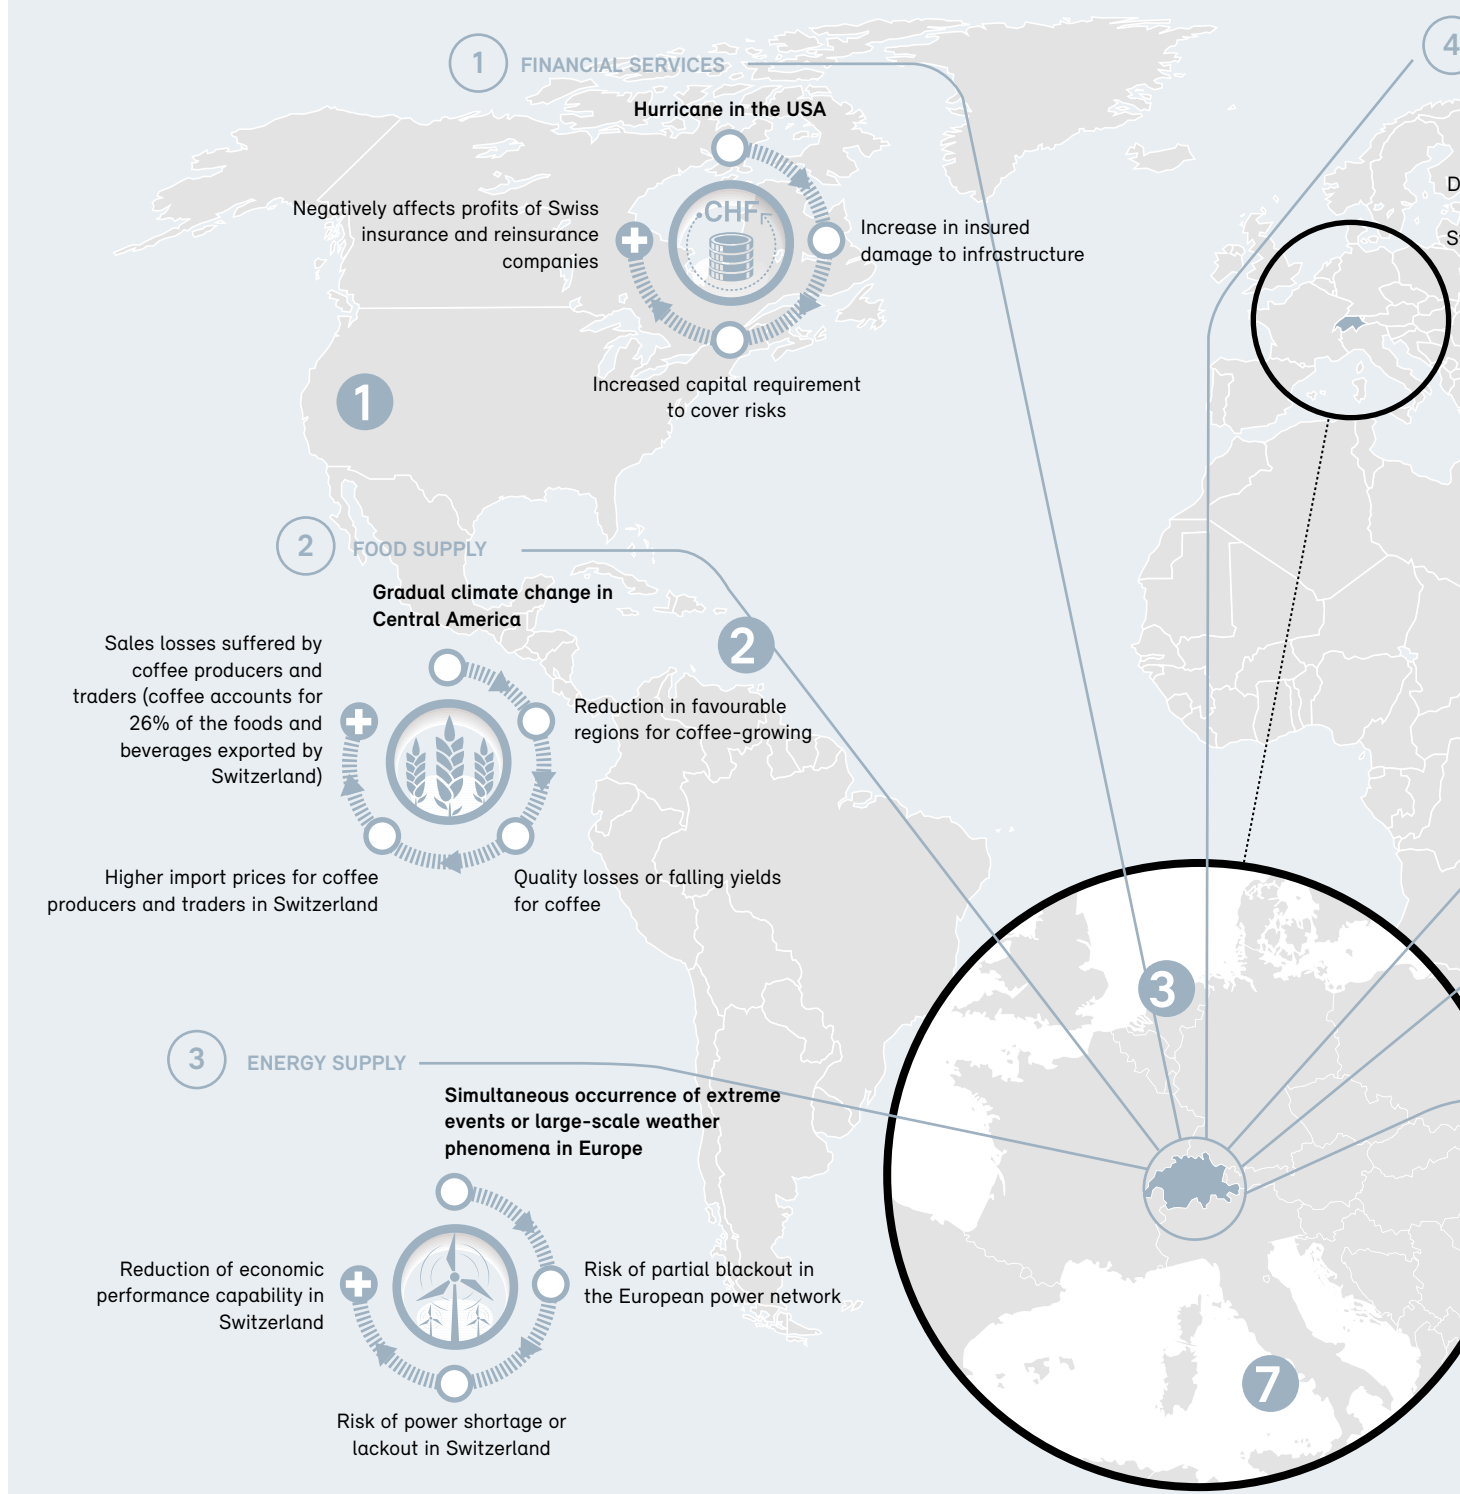 1 FINANCIAL SERVICES
Hurricane in the USA
CHF
Negatively affects profits of Swiss
insurance and reinsurance
companies
Increase in insured
damage to infrastructure
Increased capital requirement
to cover risks
1
2 FOOD SUPPLY
Gradual climate change in
Central America
2
Sales losses suffered by
coffee producers and
traders (coffee accounts for
26% of the foods and
beverages exported by
Switzerland)
Reduction in favourable
regions for coffee-growing
Higher import prices for coffee
producers and traders in Switzerland
Quality losses or falling yields
for coffee
3 ENERGY SUPPLY
Simultaneous occurrence of extreme
events or large-scale weather
phenomena in Europe
Reduction of economic
performance capability in
Switzerland
Risk of partial blackout in
the European power network
Risk of power shortage or
lackout in Switzerland
4
D
S
3
7